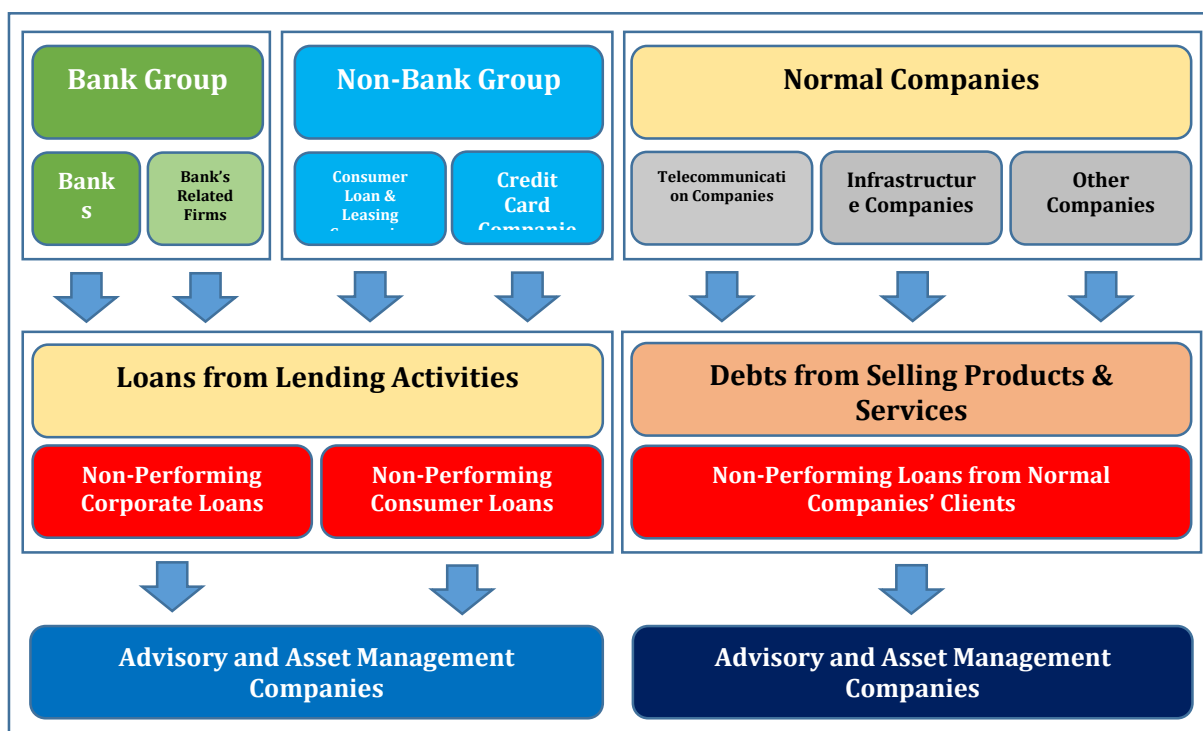 Bank Group
Non-Bank Group
Normal Companies
Bank
s
Bank’s
Related
Firms
Consumer
Loan &
Leasing
Credit
Card
Telecommunicati
on Companies
Infrastructur
e Companies
Other
Companies
Loans from Lending Activities
Debts from Selling Products &
Services
Non-Performing
Corporate Loans
Non-Performing
Consumer Loans
Non-Performing Loans from Normal
Companies’ Clients
Advisory and Asset Management
Companies
Advisory and Asset Management
Companies